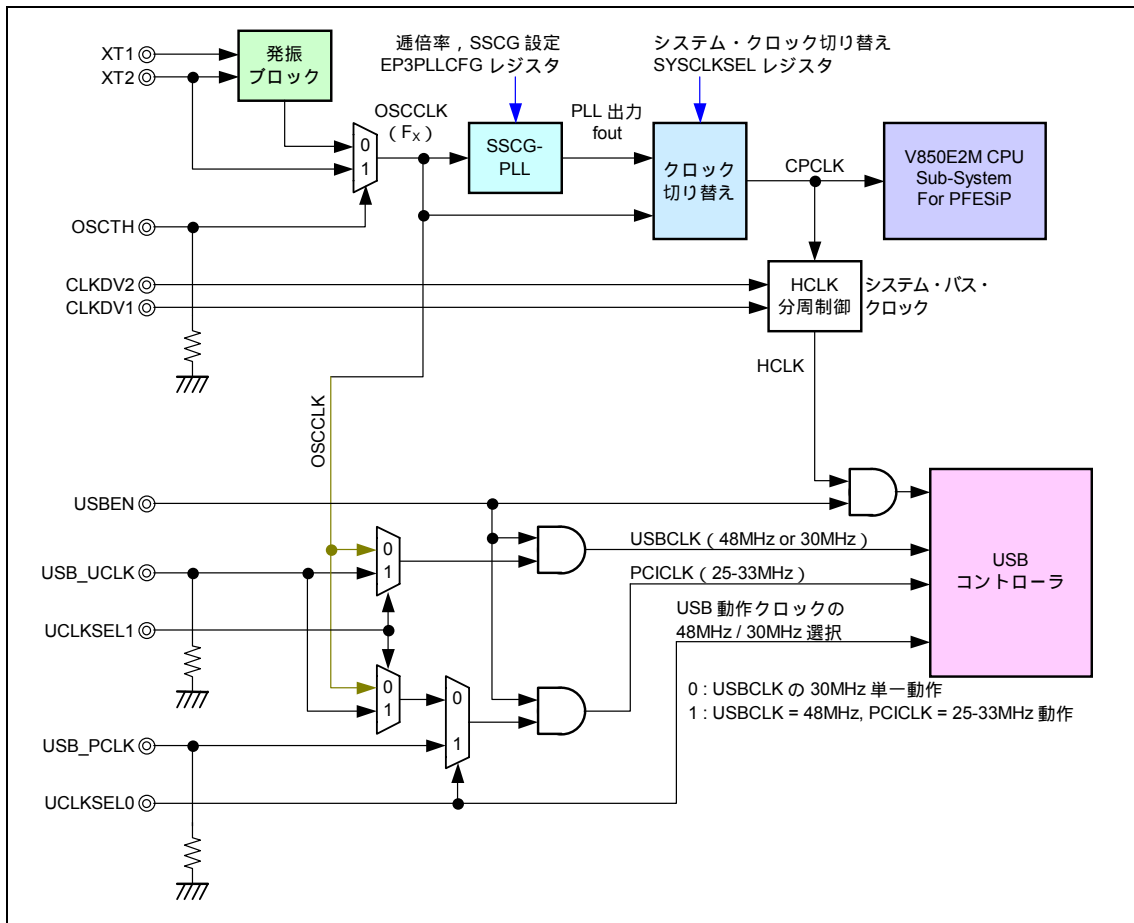 XT1
XT2
発振
ブロック
逓倍率，SSCG 設定
EP3PLLCFG レジスタ
システム・クロック切り替え
SYSCLKSEL レジスタ
OSCCLK
（FX）
0
1
SSCG-
PLL
PLL 出力
fout
クロック
切り替え
CPCLK
V850E2M CPU
Sub-System
For PFESiP
OSCTH
CLKDV2
CLKDV1
HCLK
分周制御
システム・バス・
クロック
HCLK
OSCCLK
USBEN
USB_UCLK
0
1
USBCLK（48MHz or 30MHz）
PCICLK（25-33MHz）
USB
コントローラ
UCLKSEL1
USB 動作クロックの
48MHz / 30MHz 選択
0
1
0
1
0 : USBCLK の 30MHz 単一動作
1 : USBCLK = 48MHz, PCICLK = 25-33MHz 動作
USB_PCLK
UCLKSEL0